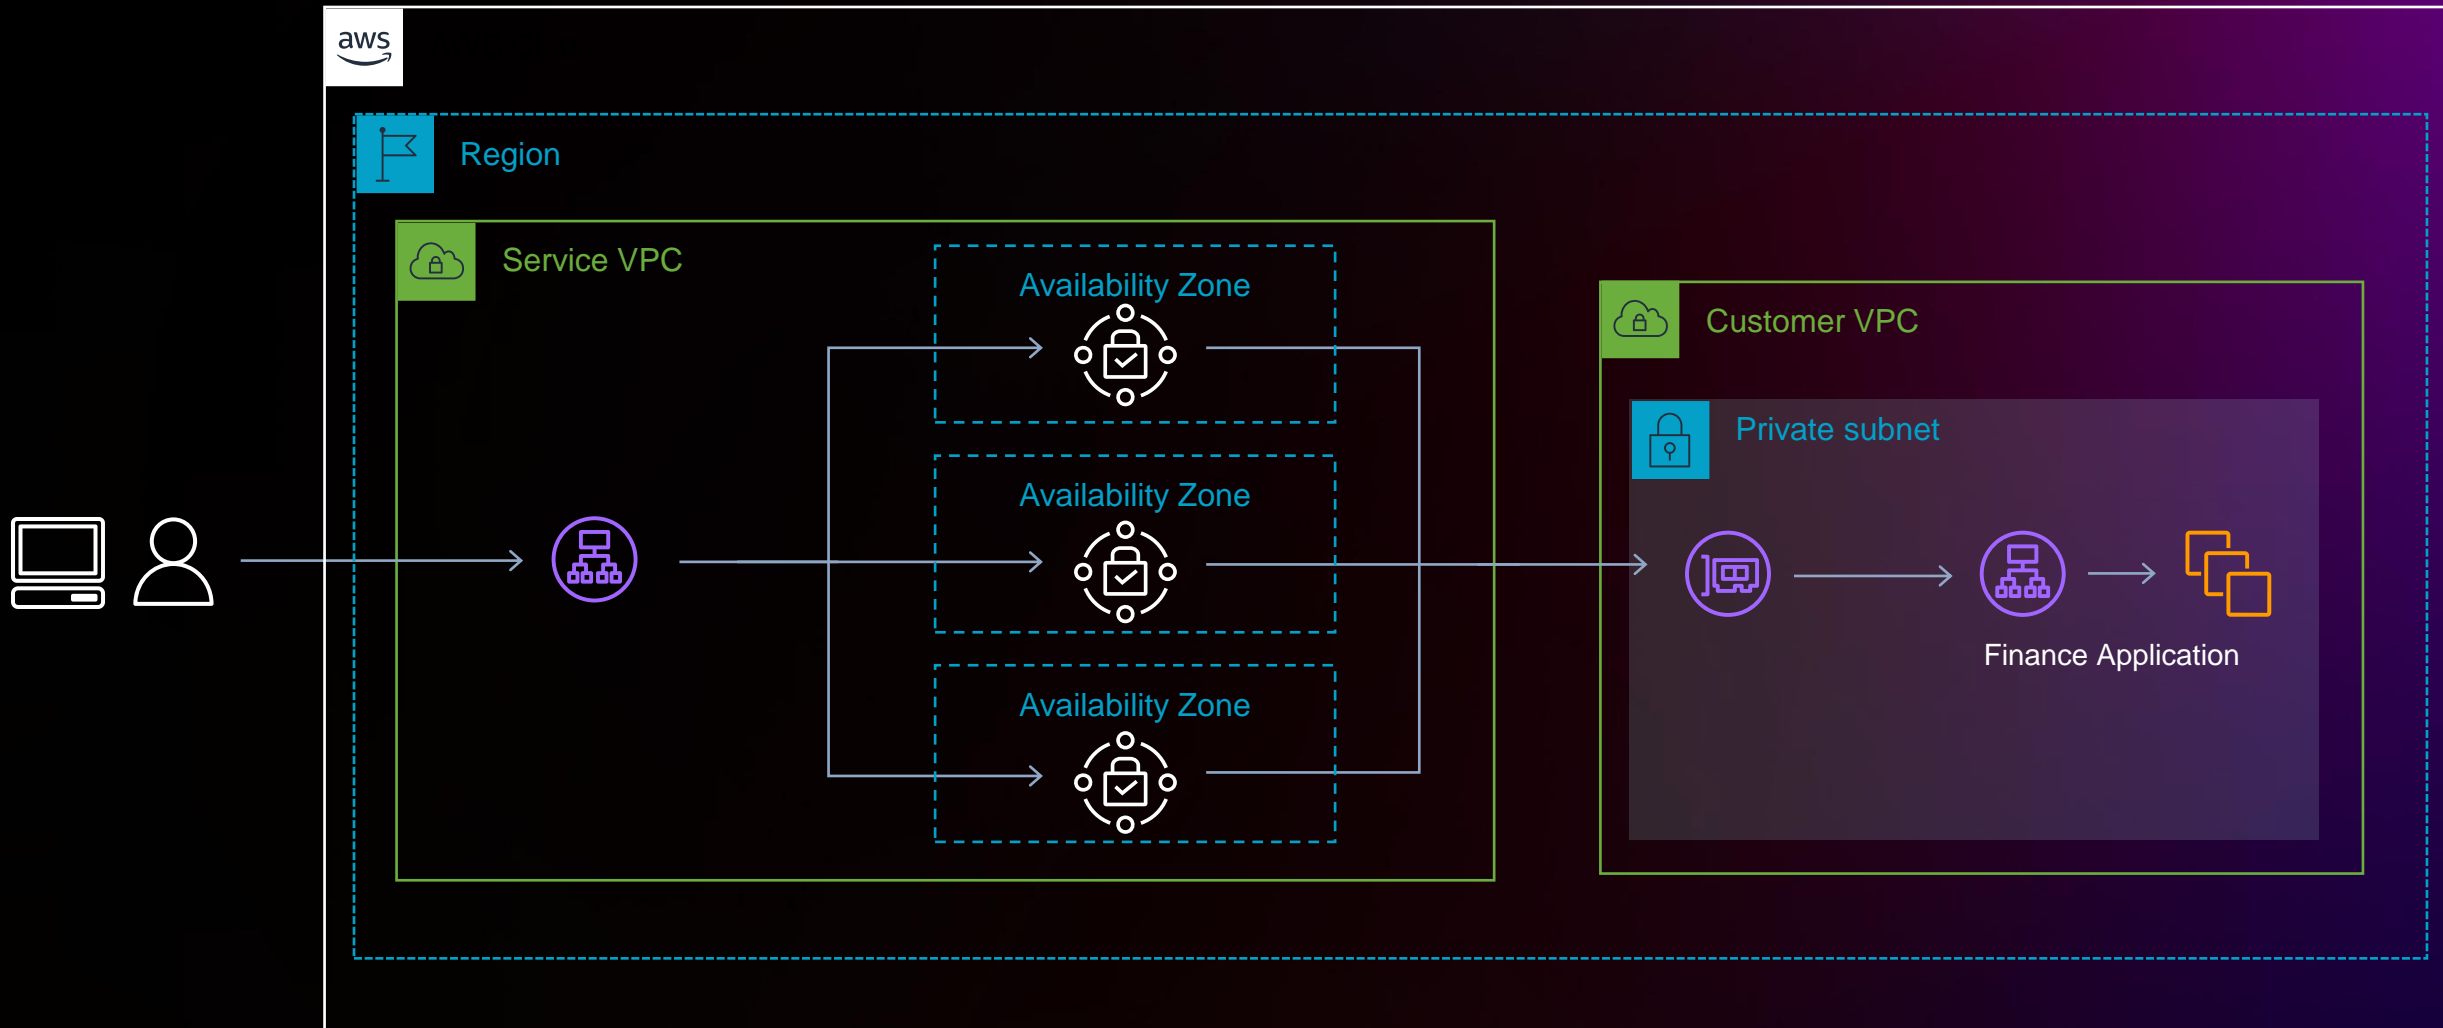 aws
Region
Service VPC
Availability Zone
Availability Zone
Availability Zone
Customer VPC
Private subnet
Finance Application